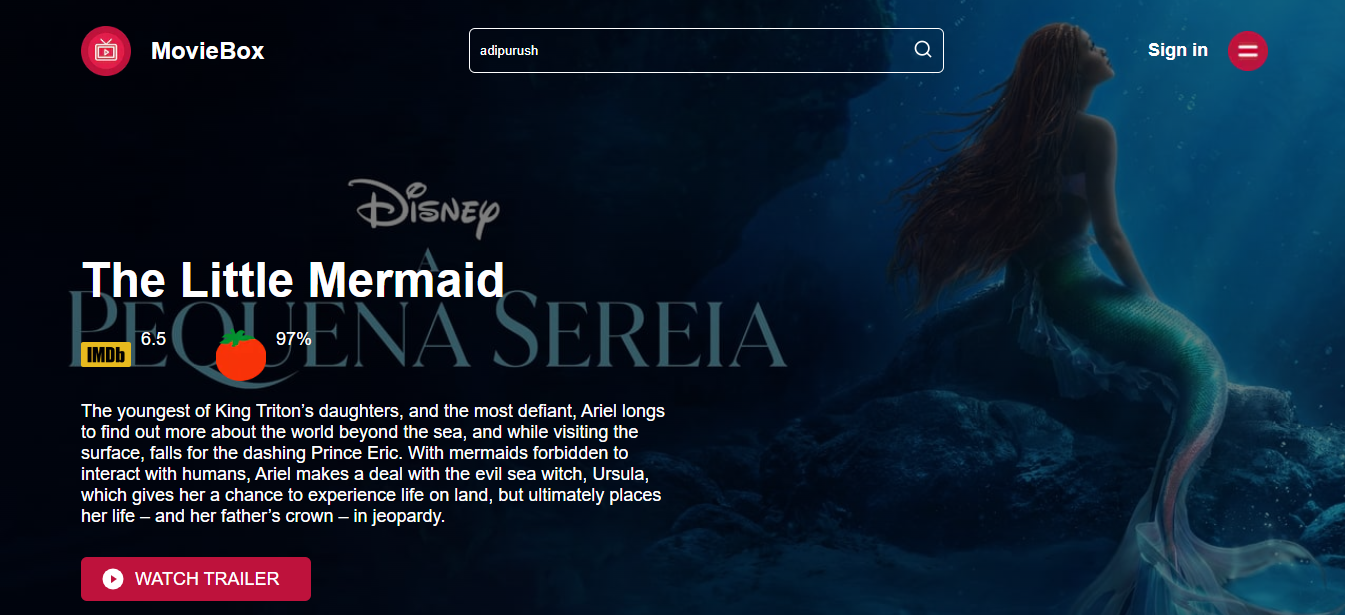 MovieBox
adipurush
Sign in
DISNEY
A
The Little Mermaid
PEQUENA SEREIA
IMDb 6.5 97%
The youngest of King Triton’s daughters, and the most defiant, Ariel longs
to find out more about the world beyond the sea, and while visiting the
surface, falls for the dashing Prince Eric. With mermaids forbidden to
interact with humans, Ariel makes a deal with the evil sea witch, Ursula,
which gives her a chance to experience life on land, but ultimately places
her life – and her father’s crown – in jeopardy.
WATCH TRAILER